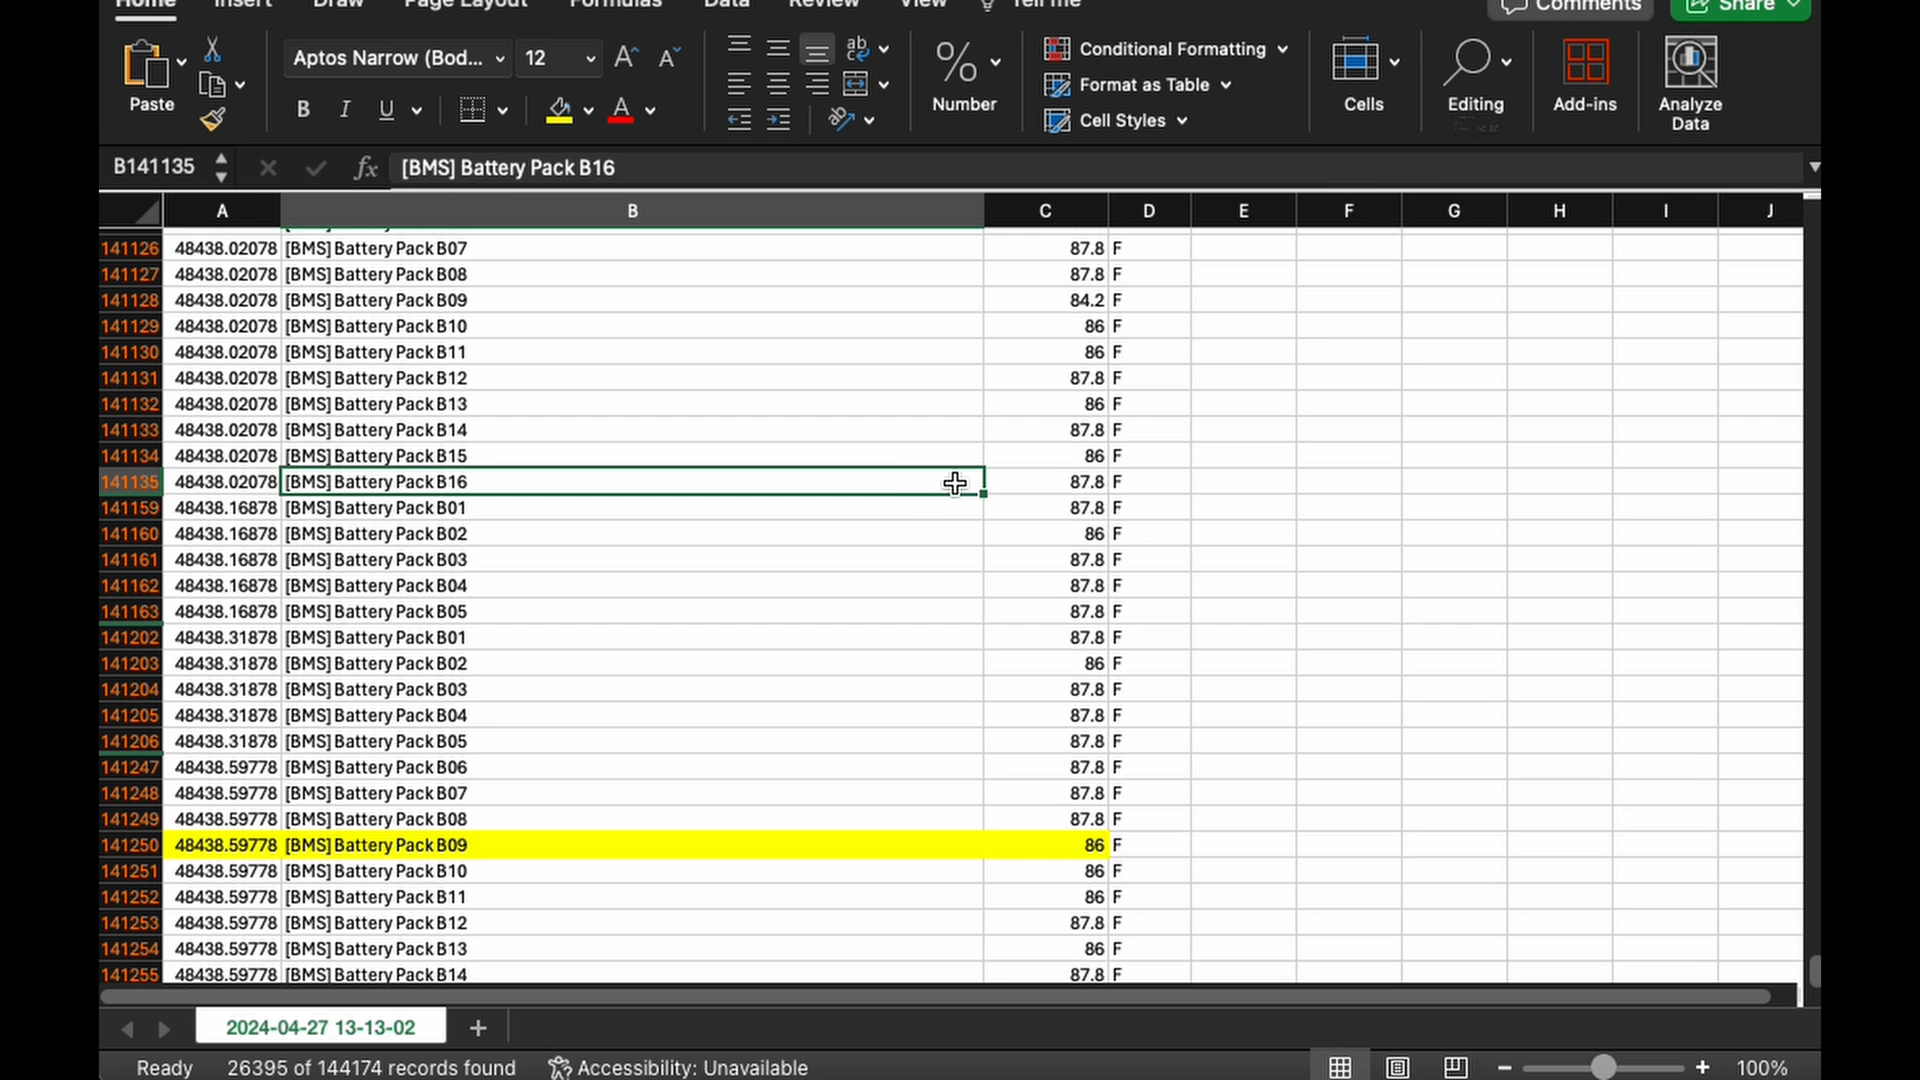 Home Insert Draw Page Layout Formulas Data Review View Tell me Comments Share
Paste
Aptos Narrow (Bod... 12
B I U A
Number
Conditional Formatting
Format as Table
Cell Styles
Cells
Editing
Add-ins
Analyze Data
B141135 fx [BMS] Battery Pack B16
A B C D E F G H I J
141126 48438.02078 [BMS] Battery Pack B07 87.8 F
141127 48438.02078 [BMS] Battery Pack B08 87.8 F
141128 48438.02078 [BMS] Battery Pack B09 84.2 F
141129 48438.02078 [BMS] Battery Pack B10 86 F
141130 48438.02078 [BMS] Battery Pack B11 86 F
141131 48438.02078 [BMS] Battery Pack B12 87.8 F
141132 48438.02078 [BMS] Battery Pack B13 86 F
141133 48438.02078 [BMS] Battery Pack B14 87.8 F
141134 48438.02078 [BMS] Battery Pack B15 86 F
141135 48438.02078 [BMS] Battery Pack B16 87.8 F
141159 48438.16878 [BMS] Battery Pack B01 87.8 F
141160 48438.16878 [BMS] Battery Pack B02 86 F
141161 48438.16878 [BMS] Battery Pack B03 87.8 F
141162 48438.16878 [BMS] Battery Pack B04 87.8 F
141163 48438.16878 [BMS] Battery Pack B05 87.8 F
141202 48438.31878 [BMS] Battery Pack B01 87.8 F
141203 48438.31878 [BMS] Battery Pack B02 86 F
141204 48438.31878 [BMS] Battery Pack B03 87.8 F
141205 48438.31878 [BMS] Battery Pack B04 87.8 F
141206 48438.31878 [BMS] Battery Pack B05 87.8 F
141247 48438.59778 [BMS] Battery Pack B06 87.8 F
141248 48438.59778 [BMS] Battery Pack B07 87.8 F
141249 48438.59778 [BMS] Battery Pack B08 87.8 F
141250 48438.59778 [BMS] Battery Pack B09 86 F
141251 48438.59778 [BMS] Battery Pack B10 86 F
141252 48438.59778 [BMS] Battery Pack B11 86 F
141253 48438.59778 [BMS] Battery Pack B12 87.8 F
141254 48438.59778 [BMS] Battery Pack B13 86 F
141255 48438.59778 [BMS] Battery Pack B14 87.8 F
2024-04-27 13-13-02
Ready 26395 of 144174 records found Accessibility: Unavailable 100%